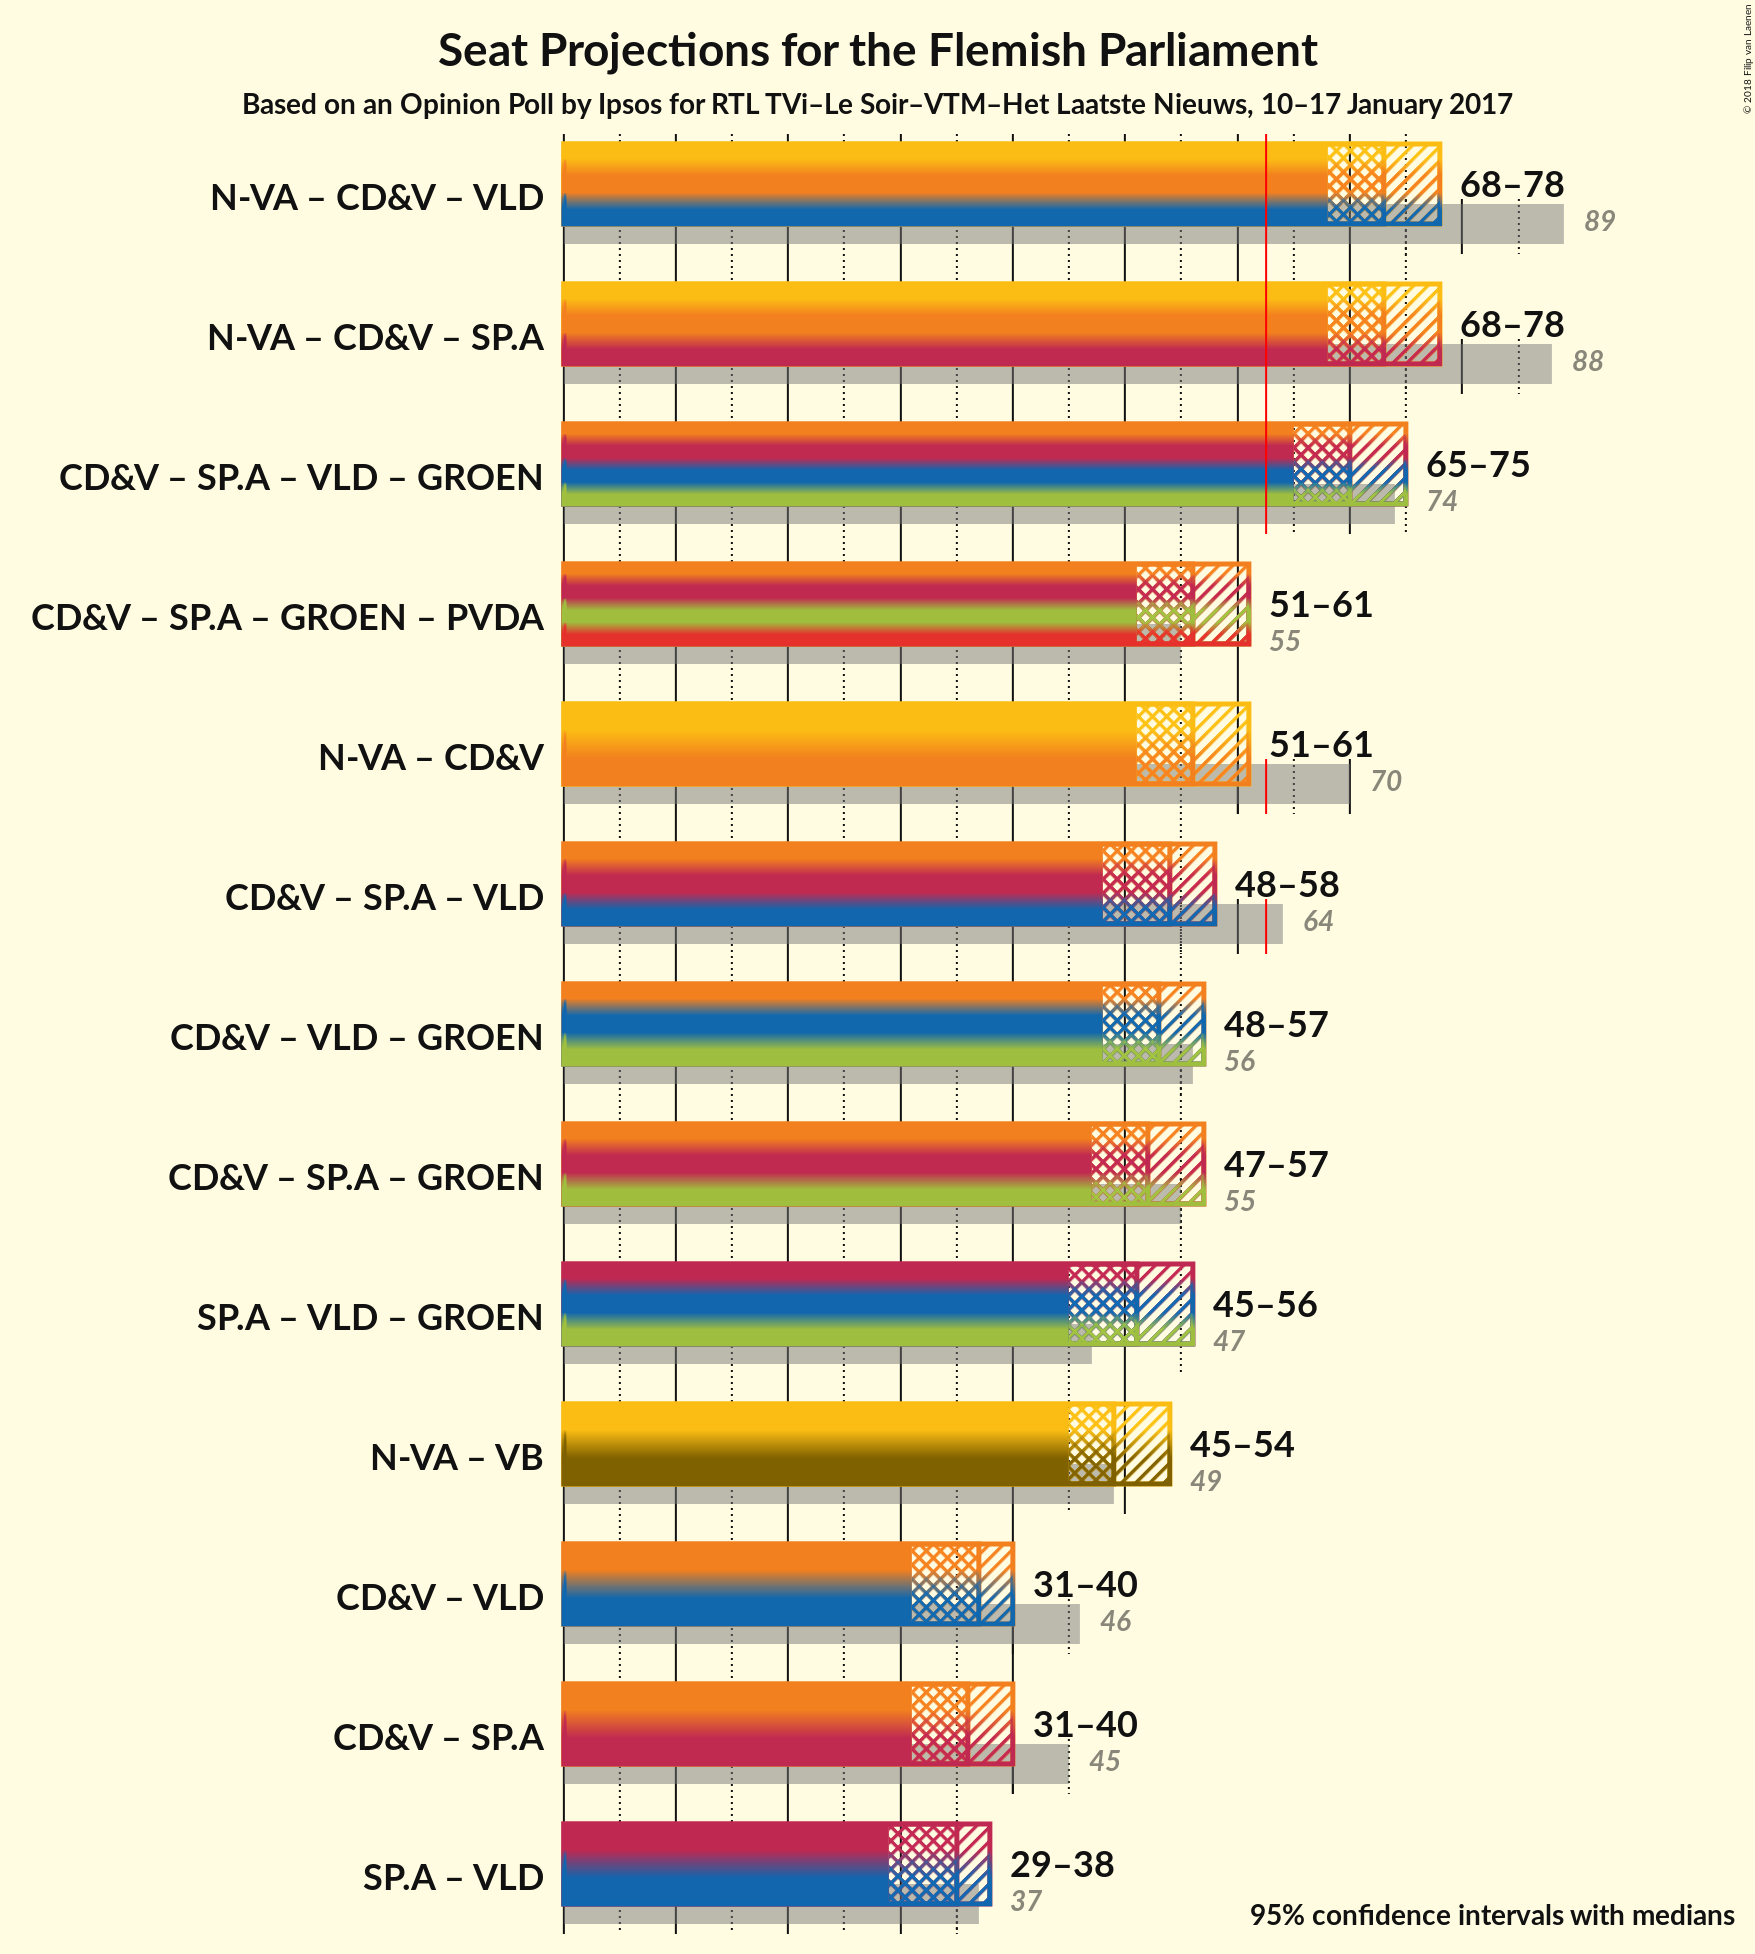 © 2018 Filip van Laenen
Seat Projections for the Flemish Parliament
Based on an Opinion Poll by Ipsos for RTL TVi–Le Soir–VTM–Het Laatste Nieuws, 10–17 January 2017
N-VA – CD&V – VLD
68–78
89
N-VA – CD&V – SP.A
68–78
88
CD&V – SP.A – VLD – GROEN
65–75
74
CD&V – SP.A – GROEN – PVDA
51–61
55
N-VA – CD&V
51–61
70
CD&V – SP.A – VLD
48–58
64
CD&V – VLD – GROEN
48–57
56
CD&V – SP.A – GROEN
47–57
55
SP.A – VLD – GROEN
45–56
47
N-VA – VB
45–54
49
CD&V – VLD
31–40
46
CD&V – SP.A
31–40
45
SP.A – VLD
29–38
37
95% confidence intervals with medians